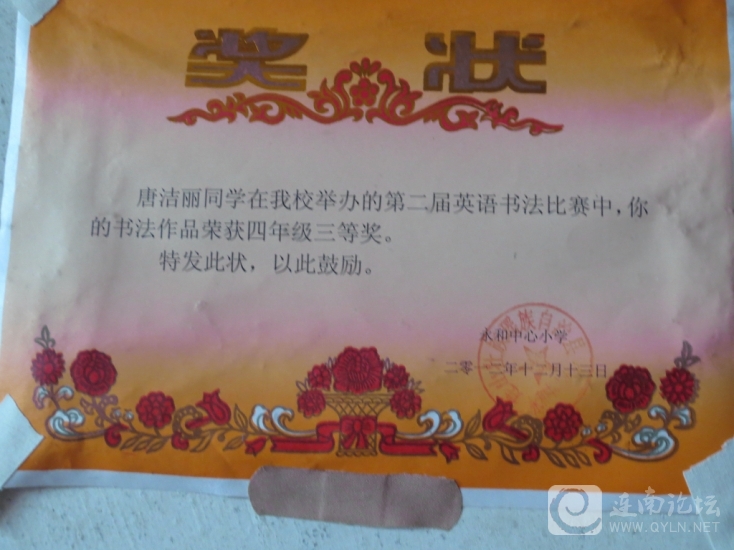 奖状
唐洁丽同学在我校举办的第二届英语书法比赛中，你
的书法作品荣获四年级三等奖。
特发此状，以此鼓励。
永和中心小学
二零一二年十二月十三日
连南论坛
WWW.QYLN.NET